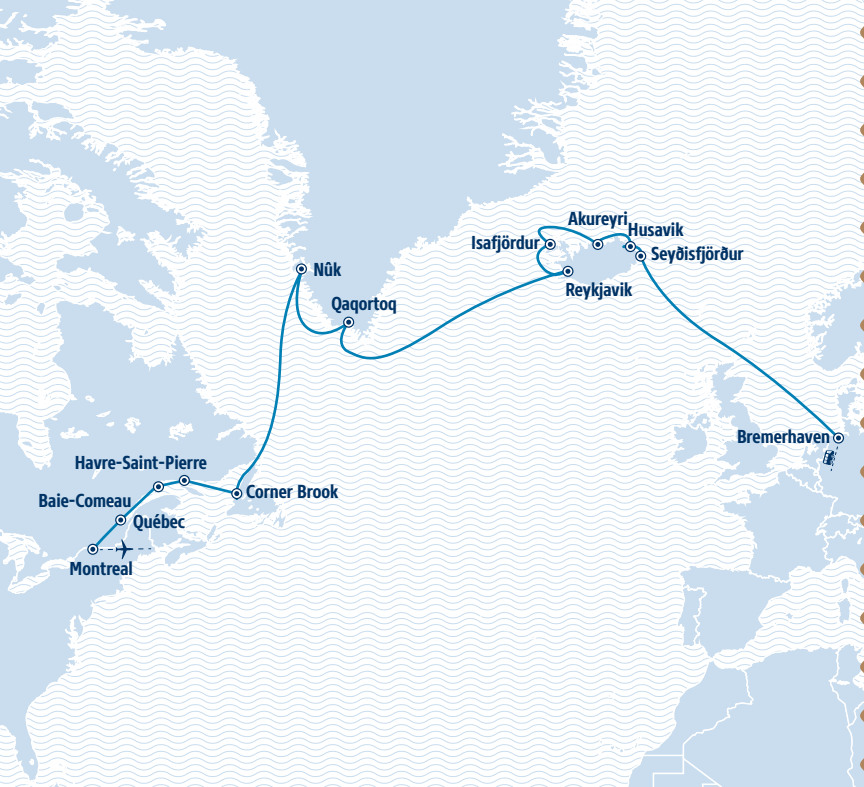 Akureyri
Husavik
Isafjördur
Seyðisfjörður
Nûk
Reykjavik
Qaqortoq
Bremerhaven
Havre-Saint-Pierre
Corner Brook
Baie-Comeau
Québec
Montreal